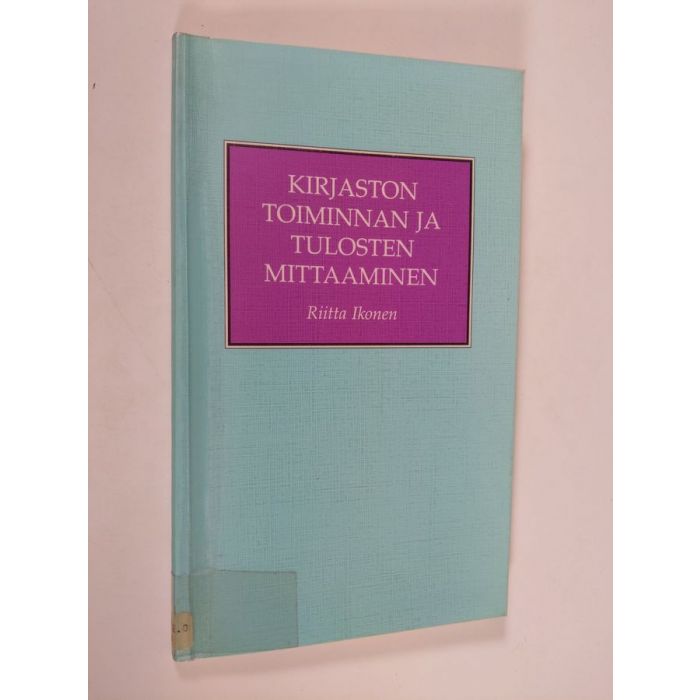 KIRJASTON
TOIMINNAN JA
TULOSTEN
MITTAAMINEN
Riitta Ikonen